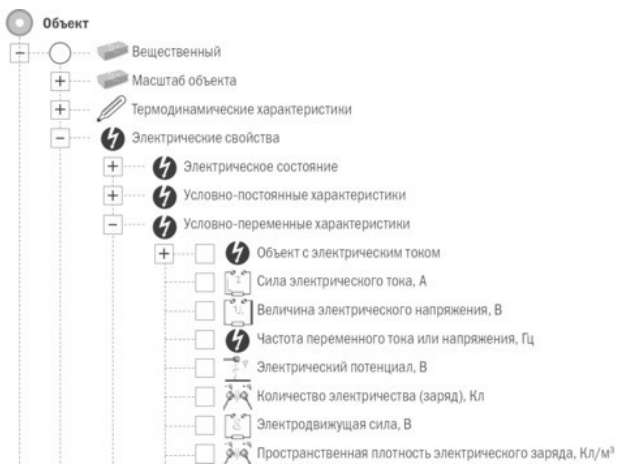 Объект
Вещественный
Масштаб объекта
Термодинамические характеристики
Электрические свойства
Электрическое состояние
Условно-постоянные характеристики
Условно-переменные характеристики
Объект с электрическим током
Сила электрического тока, А
Величина электрического напряжения, В
Частота переменного тока или напряжения, Гц
Электрический потенциал, В
Количество электричества (заряд), Кл
Электродвижущая сила, В
Пространственная плотность электрического заряда, Кл/м³